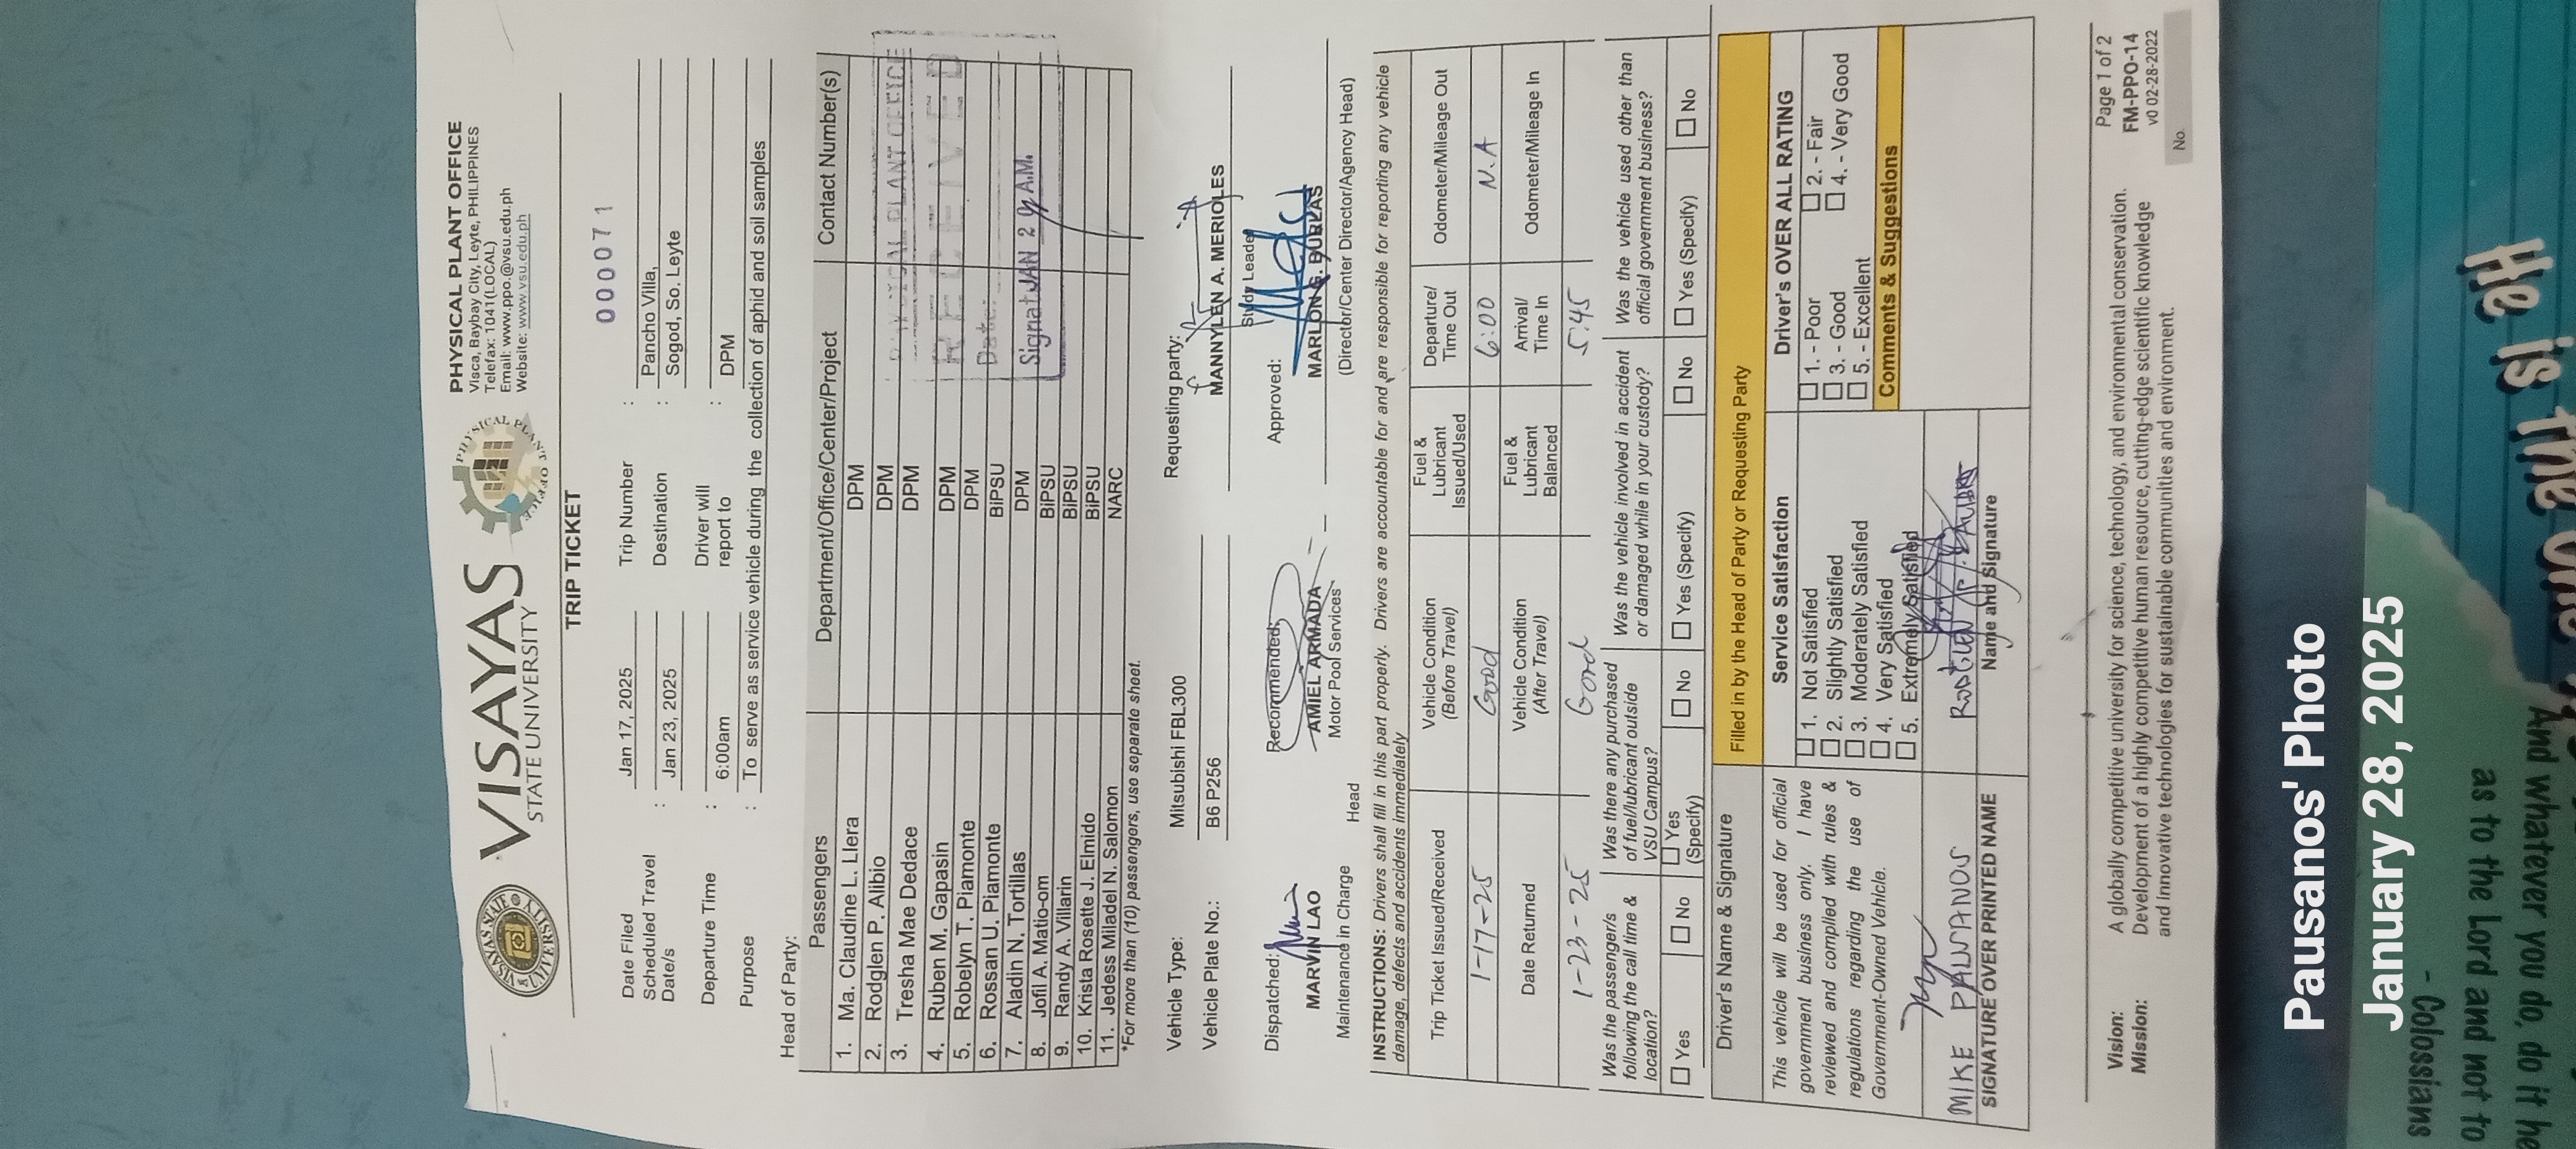 VISAYAS
STATE UNIVERSITY
PHYSICAL PLANT OFFICE
Visca, Baybay City, Leyte, PHILIPPINES
Telefax: 1041(LOCAL)
Email: www.ppo.@vsu.edu.ph
Website: www.vsu.edu.ph
TRIP TICKET
000071
Date Filed Jan 17, 2025 Trip Number :
Scheduled Travel Date/s : Jan 23, 2025 Destination : Pancho Villa,
Sogod, So. Leyte
Departure Time : 6:00am Driver will report to : DPM
Purpose : To serve as service vehicle during the collection of aphid and soil samples
Head of Party:
Passengers Department/Office/Center/Project Contact Number(s)
1. Ma. Claudine L. Llera DPM
2. Rodglen P. Alibio DPM
3. Tresha Mae Dedace DPM
4. Ruben M. Gapasin DPM
5. Robelyn T. Piamonte DPM
6. Rossan U. Piamonte BiPSU
7. Aladin N. Tortillas DPM
8. Jofil A. Matio-om BiPSU
9. Randy A. Villarin BiPSU
10. Krista Rosette J. Elmido BiPSU
11. Jedess Miladel N. Salomon NARC
*For more than (10) passengers, use separate sheet.
PHYSICAL PLANT OFFICE
RECEIVED
Date:
Signat JAN 2 A.M.
Vehicle Type: Mitsubishi FBL300 Requesting party:
Vehicle Plate No.: B6 P256 MANNYLEN A. MERIOLES
Study Leader
Dispatched: Recommended: Approved:
MARVIN LAO AMIEL ARMADA MARLON G. BURLAS
Maintenance in Charge Head Motor Pool Services (Director/Center Director/Agency Head)
INSTRUCTIONS: Drivers shall fill in this part properly. Drivers are accountable for and are responsible for reporting any vehicle
damage, defects and accidents immediately
Trip Ticket Issued/Received Vehicle Condition (Before Travel) Fuel & Lubricant Issued/Used Departure/ Time Out Odometer/Mileage Out
1-17-25 Good 6:00 N.A
Date Returned Vehicle Condition (After Travel) Fuel & Lubricant Balanced Arrival/ Time In Odometer/Mileage In
1-23-25 Good 5:45
Was the passenger/s following the call time & location? Was there any purchased of fuel/lubricant outside VSU Campus? Was the vehicle involved in accident or damaged while in your custody? Was the vehicle used other than official government business?
Yes No Yes (Specify) No Yes (Specify) No Yes (Specify) No
Driver's Name & Signature Filled in by the Head of Party or Requesting Party
This vehicle will be used for official
government business only. I have
reviewed and complied with rules &
regulations regarding the use of
Government-Owned Vehicle.
Service Satisfaction
1. Not Satisfied
2. Slightly Satisfied
3. Moderately Satisfied
4. Very Satisfied
5. Extremely Satisfied
Driver's OVER ALL RATING
1. - Poor 2. - Fair
3. - Good 4. - Very Good
5. - Excellent
Comments & Suggestions
MIKE PAUSANOS
SIGNATURE OVER PRINTED NAME Name and Signature
Vision: A globally competitive university for science, technology, and environmental conservation.
Mission: Development of a highly competitive human resource, cutting-edge scientific knowledge
and innovative technologies for sustainable communities and environment.
Page 1 of 2
FM-PPO-14
v0 02-28-2022
No.
Pausanos' Photo
January 28, 2025
He is the
And whatever you do, do it he
as to the Lord and not to
- Colossians